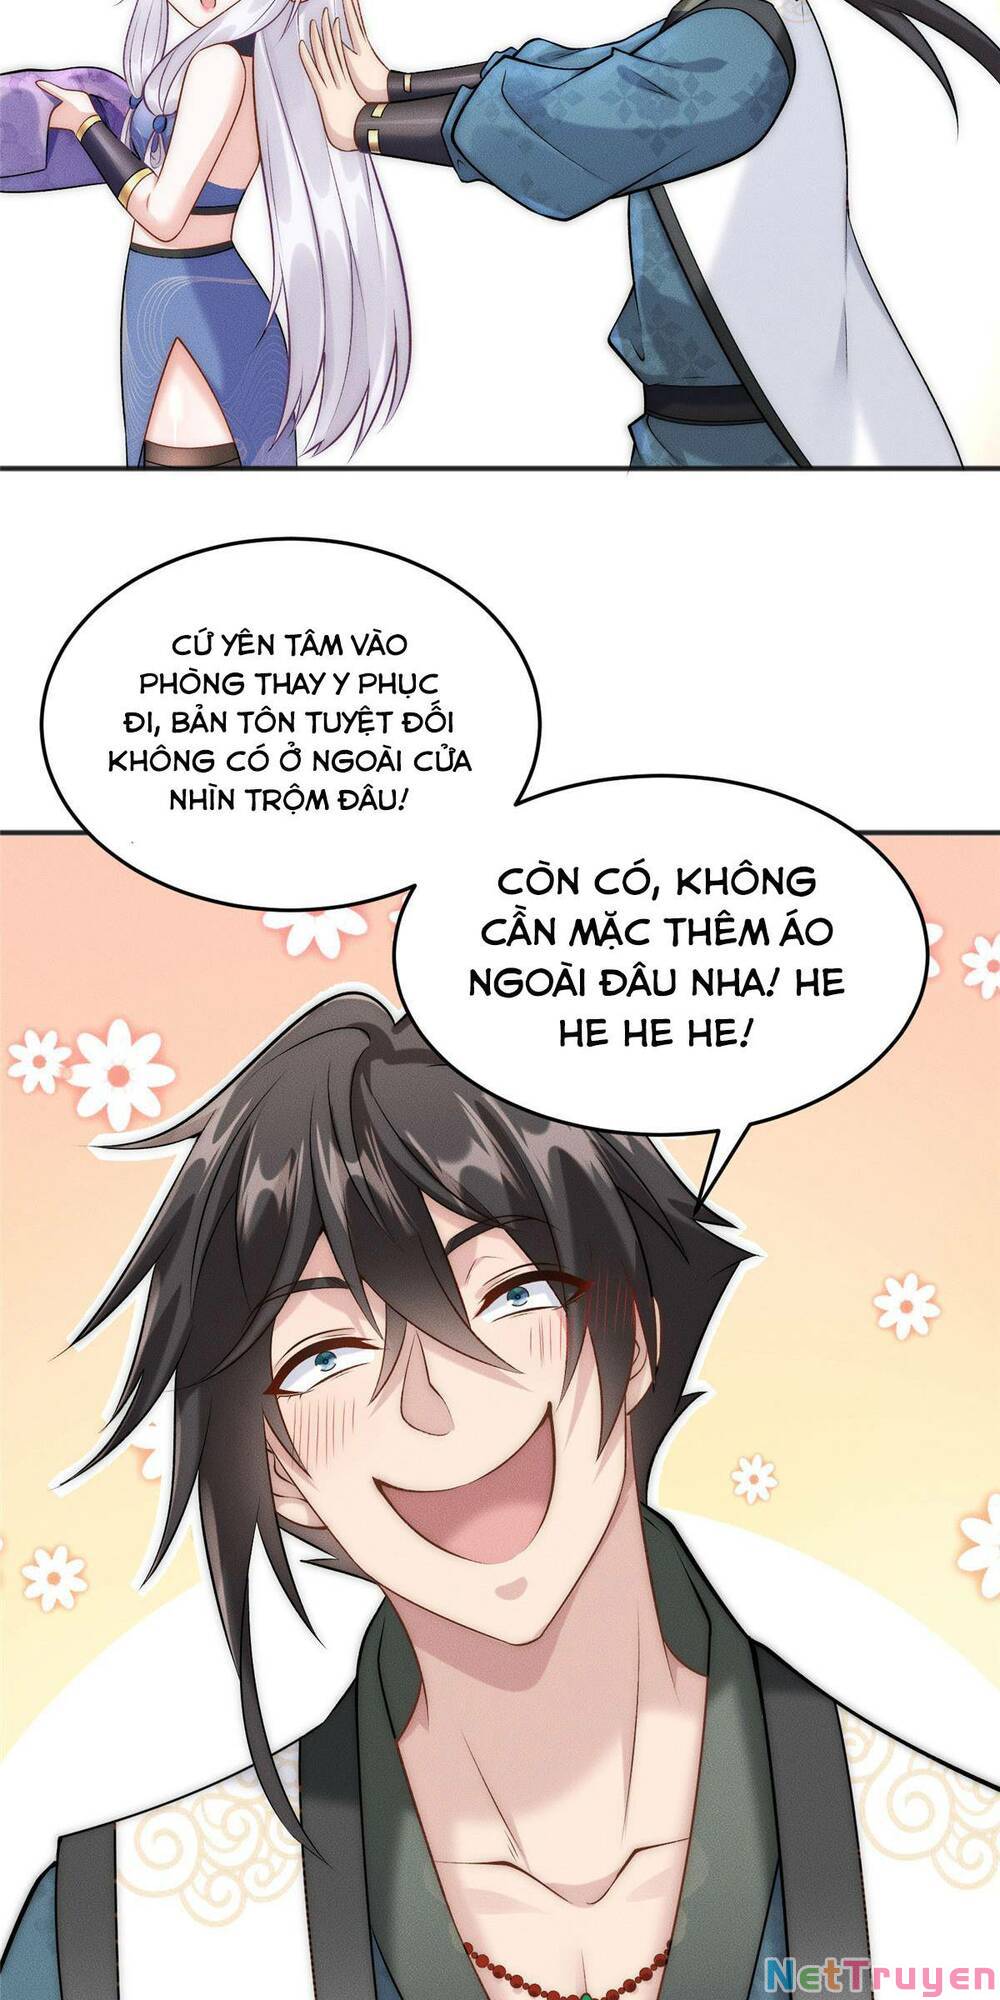 CỨ YÊN TÂM VÀO
PHÒNG THAY Y PHỤC
ĐI, BẢN TÔN TUYỆT ĐỐI
KHÔNG CÓ Ở NGOÀI CỬA
NHÌN TRỘM ĐÂU!
CÒN CÓ, KHÔNG
CẦN MẶC THÊM ÁO
NGOÀI ĐÂU NHA! HE
HE HE HE!
NetTruyen